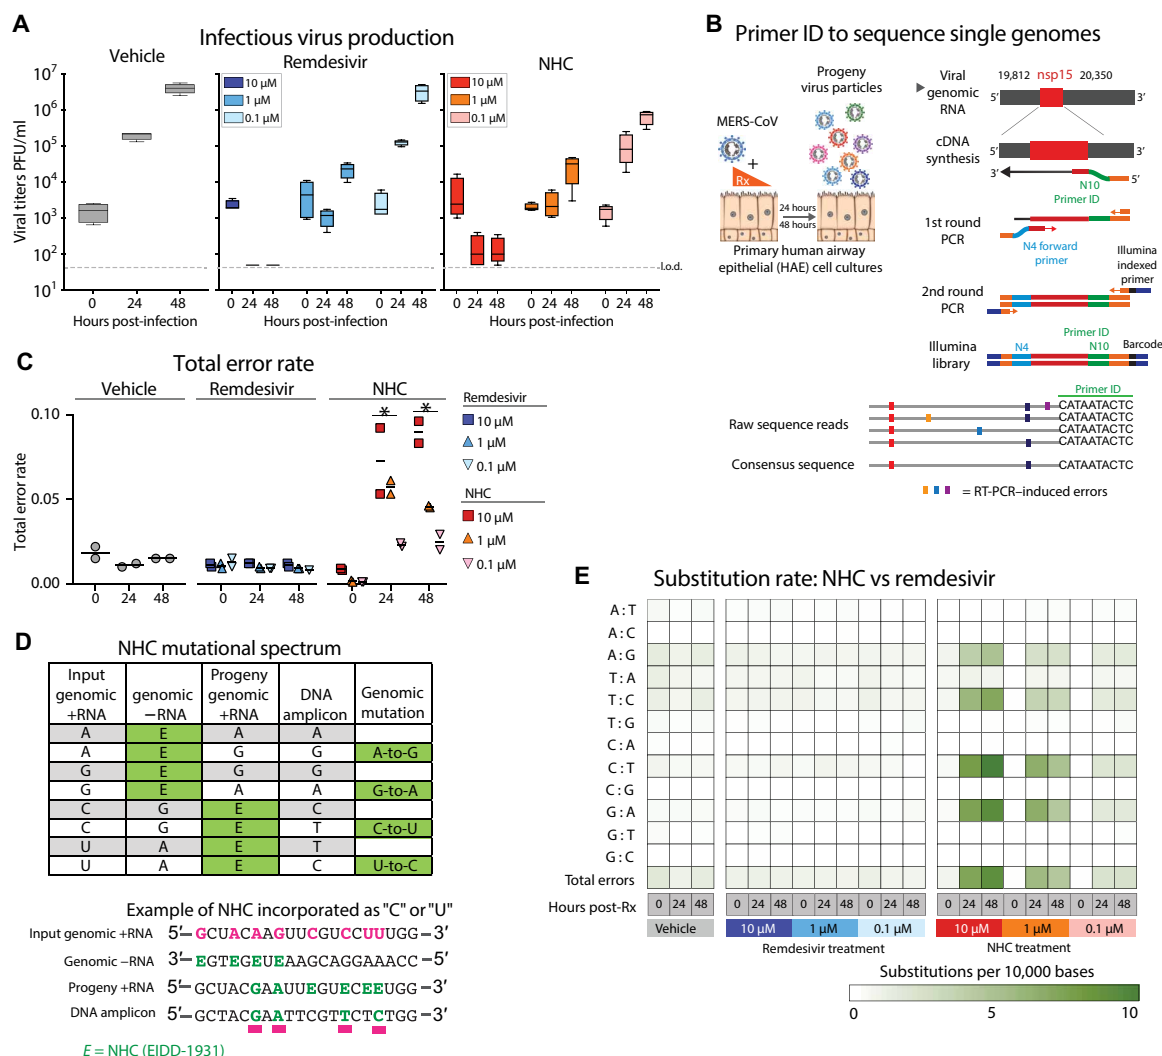 A
Infectious virus production
Vehicle
Remdesivir
NHC
10 µM
1 µM
0.1 µM
10 µM
1 µM
0.1 µM
Viral titers PFU/ml
10⁷
10⁶
10⁵
10⁴
10³
10²
10¹
l.o.d.
0 24 48
0 24 48 0 24 48 0 24 48
0 24 48 0 24 48 0 24 48
Hours post-infection
Hours post-infection
Hours post-infection
B
Primer ID to sequence single genomes
Progeny
virus particles
MERS-CoV
+
Rx
24 hours
48 hours
Primary human airway
epithelial (HAE) cell cultures
Viral
genomic
RNA
19,812 nsp15 20,350
5′ 3′
cDNA
synthesis
5′ 3′
3′ 5′
N10
Primer ID
1st round
PCR
N4 forward
primer
Illumina
indexed
primer
2nd round
PCR
Illumina
library
Primer ID
N4 N10 Barcode
Primer ID
Raw sequence reads
CATAATACTC
CATAATACTC
CATAATACTC
CATAATACTC
Consensus sequence CATAATACTC
= RT-PCR–induced errors
C
Total error rate
Vehicle
Remdesivir
NHC
Total error rate
0.10
0.05
0.00
* *
0 24 48
0 24 48
0 24 48
Hours post-infection
Hours post-infection
Hours post-infection
Remdesivir
10 µM
1 µM
0.1 µM
NHC
10 µM
1 µM
0.1 µM
D
NHC mutational spectrum
Input genomic +RNA | genomic −RNA | Progeny genomic +RNA | DNA amplicon | Genomic mutation
A E A A
A E G G A-to-G
G E G G
G E A A G-to-A
C G E C
C G E T C-to-U
U A E T
U A E C U-to-C
Example of NHC incorporated as "C" or "U"
Input genomic +RNA 5′–GCUACAAGUUCGUCCUUUGG–3′
Genomic −RNA 3′–EGTEGEUEAAGCAGGAAACC–5′
Progeny +RNA 5′–GCUACGAAUUEGUECEEUGG–3′
DNA amplicon 5′–GCTACGAATTCGTTCTCTGG–3′
E = NHC (EIDD-1931)
E
Substitution rate: NHC vs remdesivir
A:T
A:C
A:G
T:A
T:C
T:G
C:A
C:T
C:G
G:A
G:T
G:C
Total errors
Hours post-Rx 0 24 48 0 24 48 0 24 48 0 24 48 0 24 48 0 24 48 0 24 48
Vehicle 10 µM 1 µM 0.1 µM 10 µM 1 µM 0.1 µM
Remdesivir treatment
NHC treatment
Substitutions per 10,000 bases
0 5 10